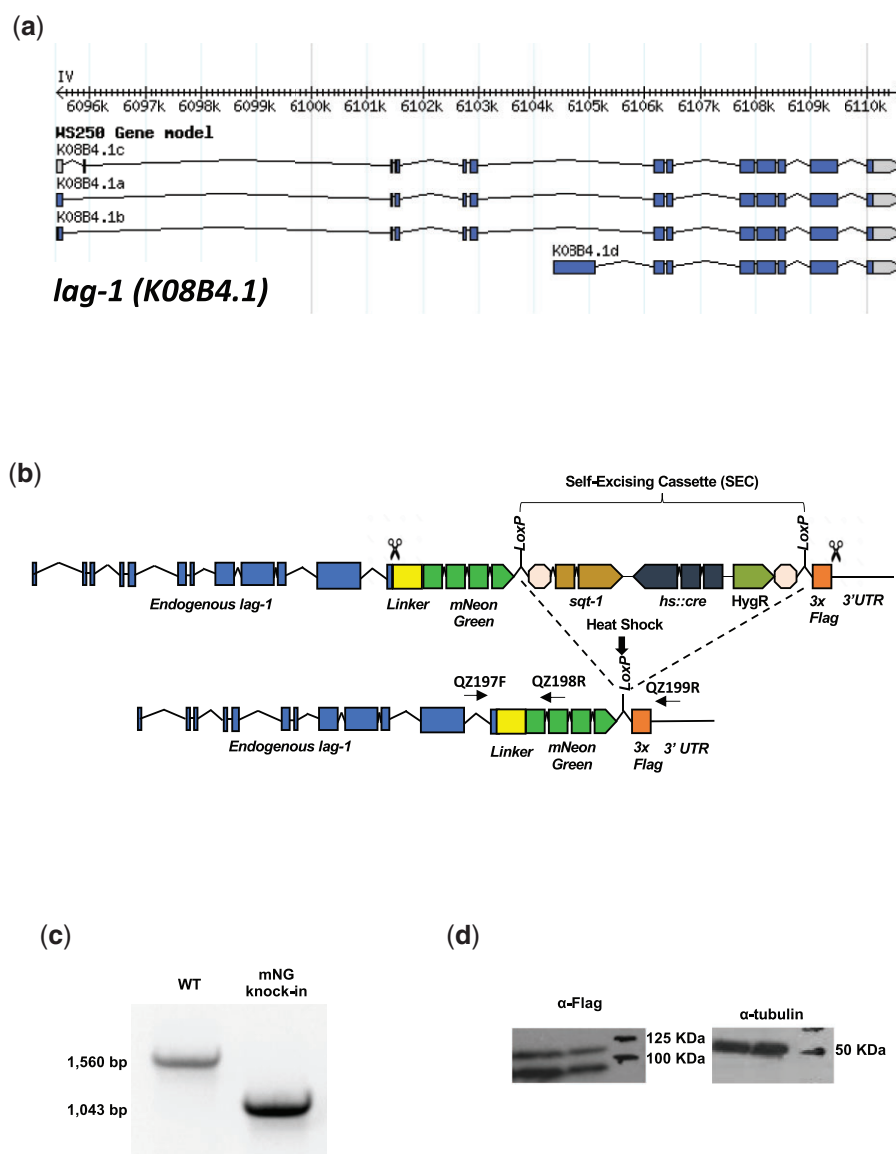 (a)
IV
6096k 6097k 6098k 6099k 6100k 6101k 6102k 6103k 6104k 6105k 6106k 6107k 6108k 6109k 6110k
WS250 Gene model
K08B4.1c
K08B4.1a
K08B4.1b
K08B4.1d
lag-1 (K08B4.1)
(b)
Self-Excising Cassette (SEC)
LoxP LoxP
Endogenous lag-1 Linker mNeon Green sqt-1 hs::cre HygR 3x Flag 3'UTR
Heat Shock
LoxP
QZ197F QZ198R QZ199R
Endogenous lag-1 Linker mNeon Green 3x Flag 3' UTR
(c)
WT mNG knock-in
1,560 bp
1,043 bp
(d)
α-Flag α-tubulin
125 KDa
100 KDa
50 KDa